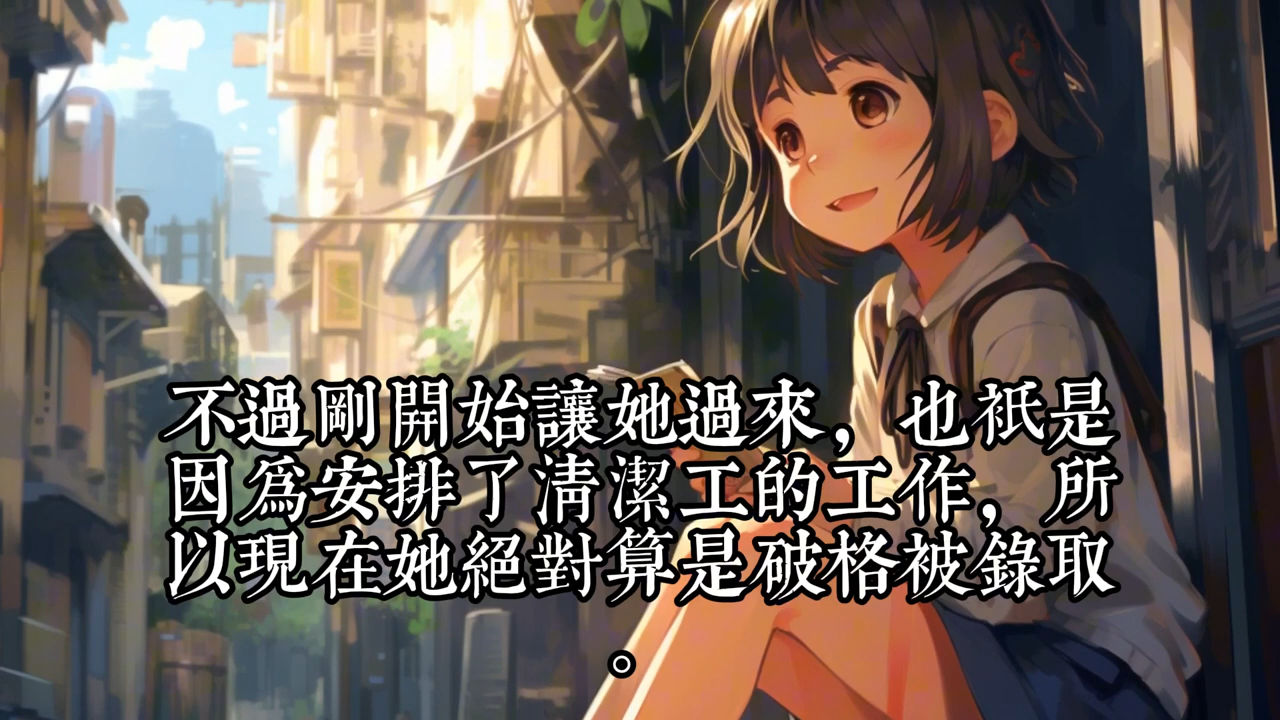 不過剛開始讓她過來，也祇是
因爲安排了清潔工的工作，所
以現在她絕對算是破格被錄取
。